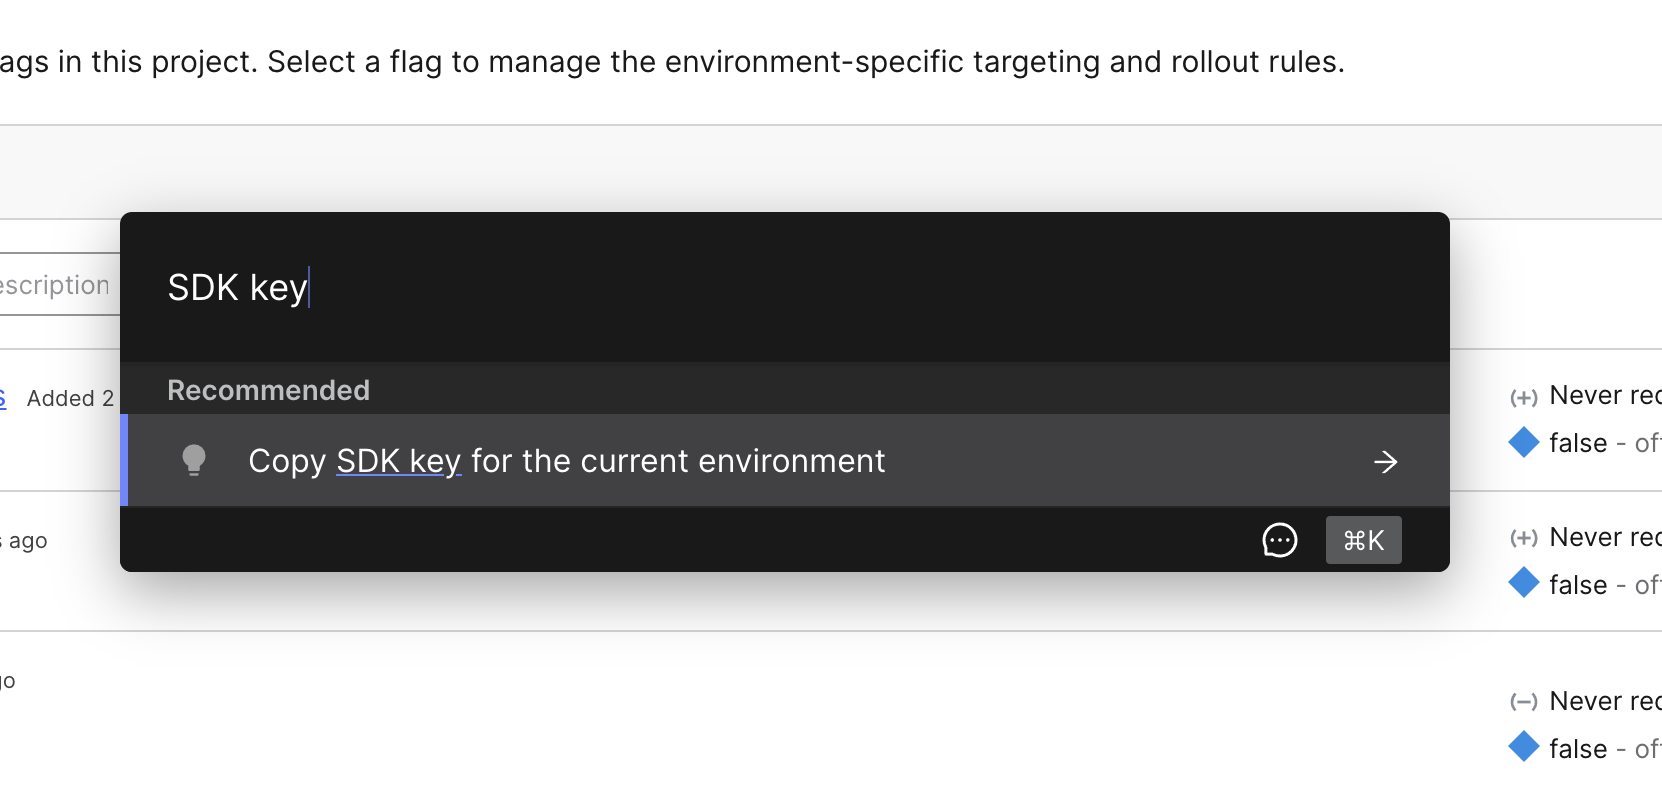 ags in this project. Select a flag to manage the environment-specific targeting and rollout rules.
escription
SDK key
Recommended
Copy SDK key for the current environment
⌘K
s Added 2
s ago
go
(+) Never rec
false - of
(+) Never rec
false - of
(−) Never rec
false - of